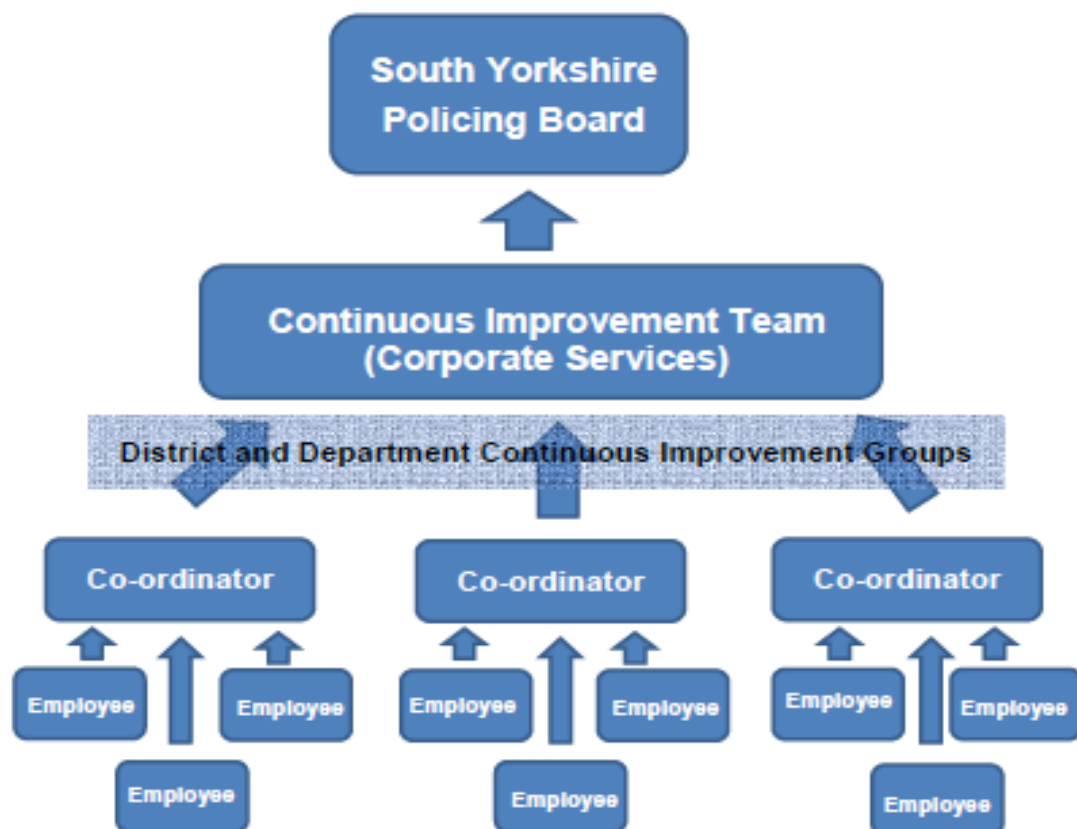 South Yorkshire
Policing Board
Continuous Improvement Team
(Corporate Services)
District and Department Continuous Improvement Groups
Co-ordinator
Co-ordinator
Co-ordinator
Employee
Employee
Employee
Employee
Employee
Employee
Employee
Employee
Employee